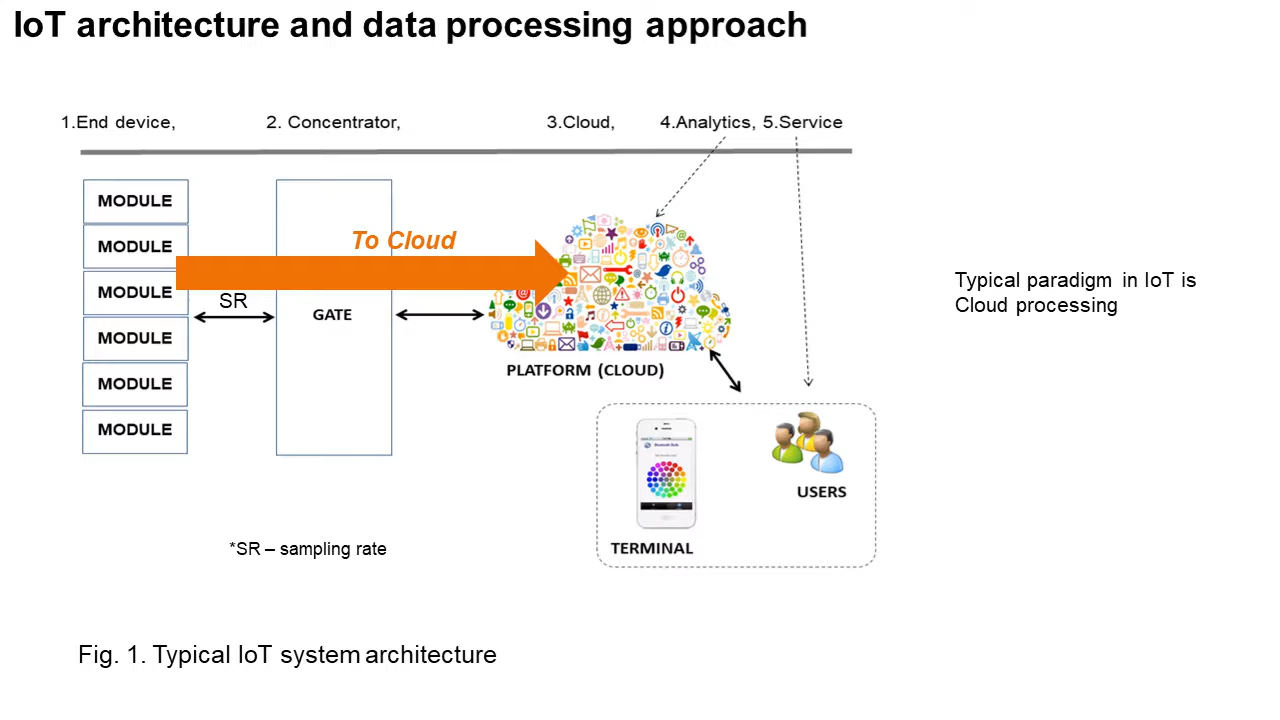 IoT architecture and data processing approach
1.End device,
2. Concentrator,
3.Cloud,
4.Analytics, 5.Service
MODULE
MODULE
MODULE
MODULE
MODULE
MODULE
SR
GATE
To Cloud
PLATFORM (CLOUD)
Typical paradigm in IoT is
Cloud processing
TERMINAL
USERS
*SR – sampling rate
Fig. 1. Typical IoT system architecture